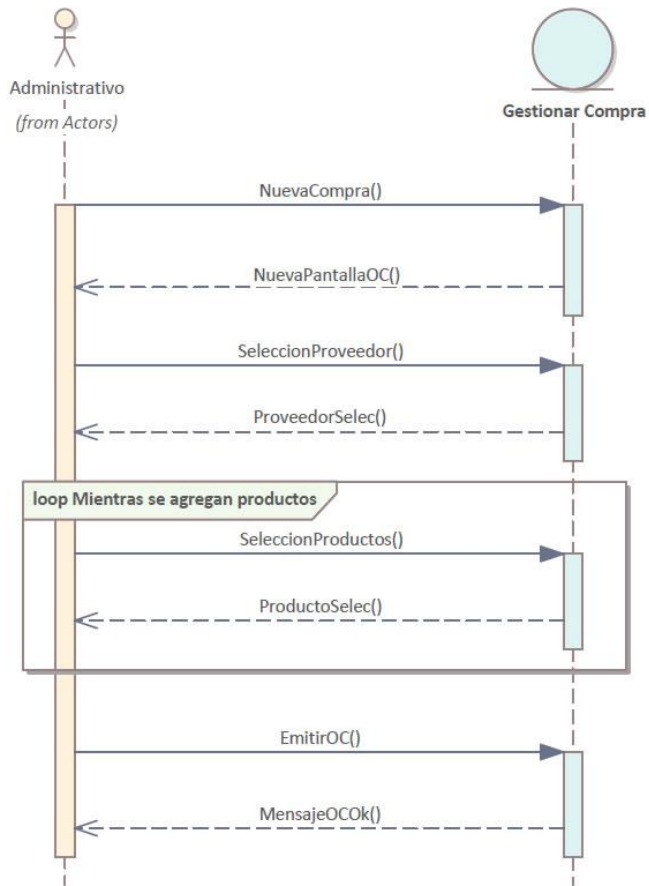 Administrativo
(from Actors)
Gestionar Compra
NuevaCompra()
NuevaPantallaOC()
SeleccionProveedor()
ProveedorSelec()
loop Mientras se agregan productos
SeleccionProductos()
ProductoSelec()
EmitirOC()
MensajeOCOk()